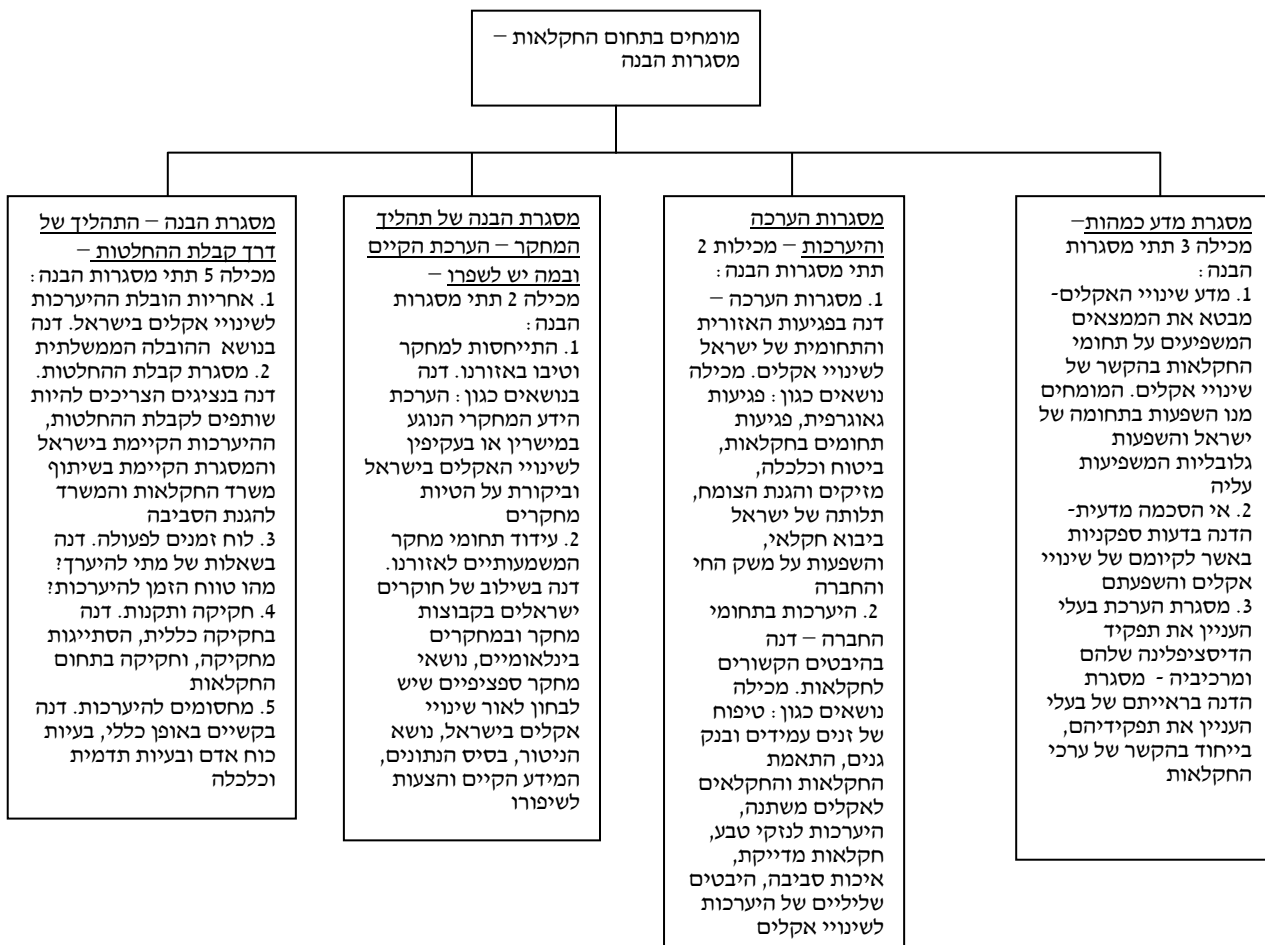 מומחים בתחום החקלאות –
מסגרות הבנה
מסגרת מדע כמהות–
מכילה 3 תתי מסגרות
הבנה:
1. מדע שינויי האקלים-
מבטא את הממצאים
המשפיעים על תחומי
החקלאות בהקשר של
שינויי אקלים. המומחים
מנו השפעות בתחומה של
ישראל והשפעות
גלובליות המשפיעות
עליה
2. אי הסכמה מדעית-
הדנה בדעות ספקניות
באשר לקיומם של שינויי
אקלים והשפעתם
3. מסגרת הערכת בעלי
העניין את תפקיד
הדיסציפלינה שלהם
ומרכיביה - מסגרת
הדנה בראייתם של בעלי
העניין את תפקידיהם,
בייחוד בהקשר של ערכי
החקלאות
מסגרות הערכה
והיערכות – מכילות 2
תתי מסגרות הבנה:
1. מסגרות הערכה –
דנה בפגיעות האזורית
והתחומית של ישראל
לשינויי אקלים. מכילה
נושאים כגון: פגיעות
גאוגרפית, פגיעות
תחומים בחקלאות,
ביטוח וכלכלה,
מזיקים והגנת הצומח,
תלותה של ישראל
ביבוא חקלאי,
והשפעות על משק החי
והחברה
2. היערכות בתחומי
החברה – דנה
בהיבטים הקשורים
לחקלאות. מכילה
נושאים כגון: טיפוח
של זנים עמידים ובנק
גנים, התאמת
החקלאות והחקלאים
לאקלים משתנה,
היערכות לנזקי טבע,
חקלאות מדייקת,
איכות סביבה, היבטים
שליליים של היערכות
לשינויי אקלים
מסגרת הבנה של תהליך
המחקר – הערכת הקיים
ובמה יש לשפרו –
מכילה 2 תתי מסגרות
הבנה:
1. התייחסות למחקר
וטיבו באזורנו. דנה
בנושאים כגון: הערכת
הידע המחקרי הנוגע
במישרין או בעקיפין
לשינויי האקלים בישראל
וביקורת על הטיות
מחקרים
2. עידוד תחומי מחקר
המשמעותיים לאזורנו.
דנה בשילוב של חוקרים
ישראלים בקבוצות
מחקר ובמחקרים
בינלאומיים, נושאי
מחקר ספציפיים שיש
לבחון לאור שינויי
אקלים בישראל, נושא
הניטור, בסיס הנתונים,
המידע הקיים והצעות
לשיפורו
מסגרת הבנה – התהליך של
דרך קבלת ההחלטות –
מכילה 5 תתי מסגרות הבנה:
1. אחריות הובלת ההיערכות
לשינויי אקלים בישראל. דנה
בנושא ההובלה הממשלתית
2. מסגרת קבלת ההחלטות.
דנה בנציגים הצריכים להיות
שותפים לקבלת ההחלטות,
ההיערכות הקיימת בישראל
והמסגרת הקיימת בשיתוף
משרד החקלאות והמשרד
להגנת הסביבה
3. לוח זמנים לפעולה. דנה
בשאלות של מתי להיערך?
מהו טווח הזמן להיערכות?
4. חקיקה ותקנות. דנה
בחקיקה כללית, הסתייגות
מחקיקה, וחקיקה בתחום
החקלאות
5. מחסומים להיערכות. דנה
בקשיים באופן כללי, בעיות
כוח אדם ובעיות תדמית
וכלכלה